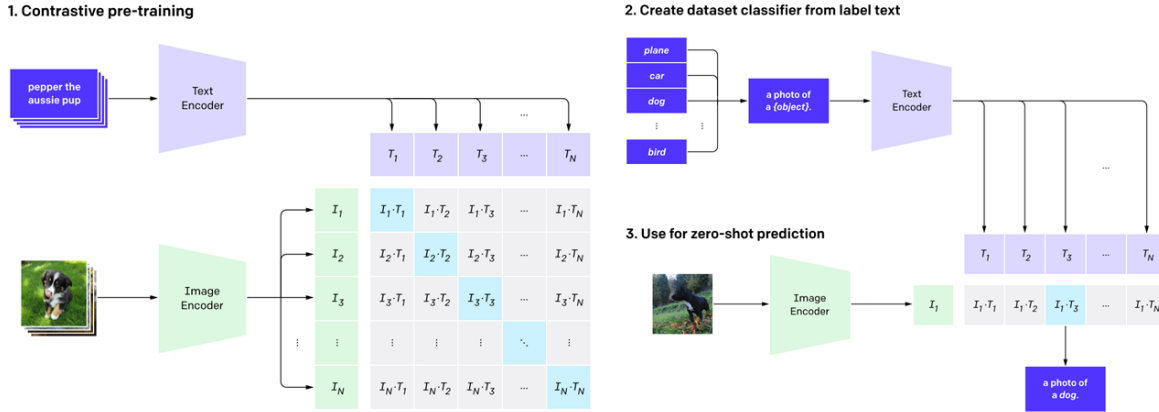 1. Contrastive pre-training
pepper the
aussie pup
Text
Encoder
...
T1 T2 T3 ... TN
I1 I1·T1 I1·T2 I1·T3 ... I1·TN
I2 I2·T1 I2·T2 I2·T3 ... I2·TN
Image
Encoder
I3 I3·T1 I3·T2 I3·T3 ... I3·TN
⋮ ⋮ ⋮ ⋮ ⋮ ⋱ ⋮
IN IN·T1 IN·T2 IN·T3 ... IN·TN
2. Create dataset classifier from label text
plane
car
dog
⋮ ⋮
bird
a photo of
a {object}.
Text
Encoder
...
3. Use for zero-shot prediction
T1 T2 T3 ... TN
Image
Encoder
I1 I1·T1 I1·T2 I1·T3 ... I1·TN
a photo of
a dog.